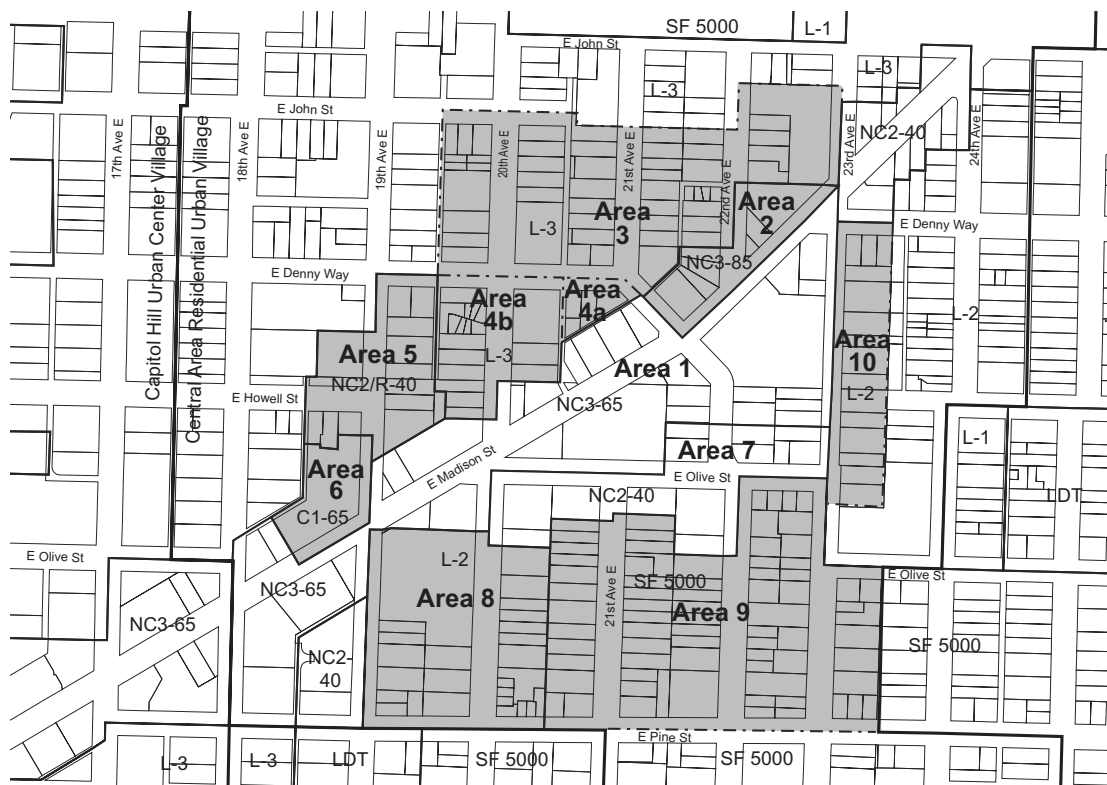 SF 5000
L-1
E John St
L-3
L-3
E John St
NC2-40
17th Ave E
Capitol Hill Urban Center Village
Central Area Residential Urban Village
18th Ave E
19th Ave E
20th Ave E
21st Ave E
22nd Ave E
23rd Ave E
24th Ave E
Area
2
Area
3
L-3
E Denny Way
NC3-85
E Denny Way
Area
4b
Area
4a
L-2
Area 5
L-3
Area
10
Area 1
NC2/R-40
L-2
E Howell St
NC3-65
L-1
Area 7
E Madison St
Area
6
E Olive St
NC2-40
LDT
C1-65
E Olive St
L-2
E Olive St
NC3-65
21st Ave E
SF 5000
Area 8
Area 9
NC3-65
SF 5000
NC2-
40
E Pine St
L-3
L-3
LDT
SF 5000
SF 5000